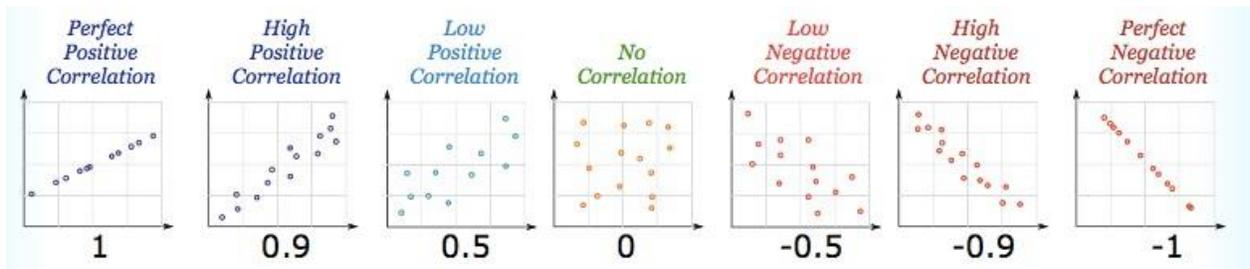 Perfect
Positive
Correlation
High
Positive
Correlation
Low
Positive
Correlation
No
Correlation
Low
Negative
Correlation
High
Negative
Correlation
Perfect
Negative
Correlation
1
0.9
0.5
0
-0.5
-0.9
-1